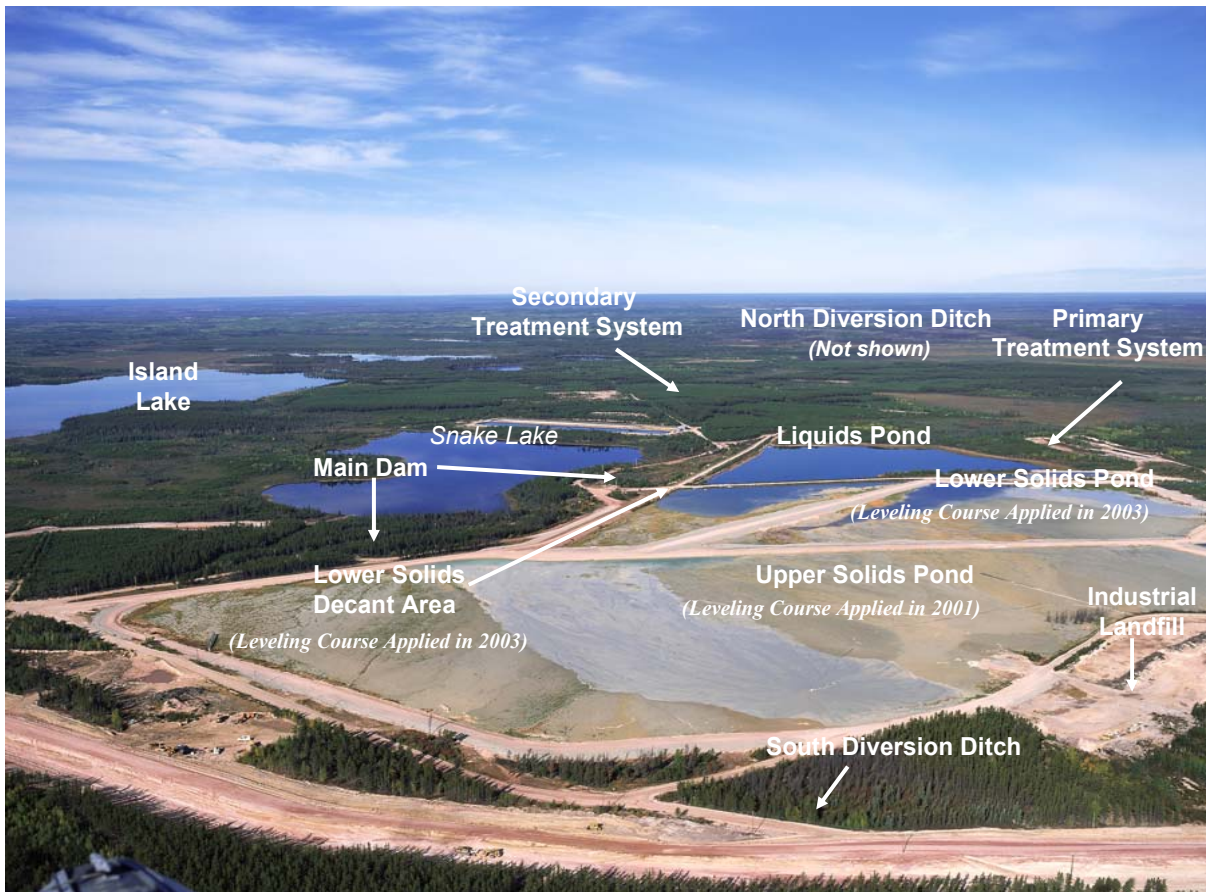 Secondary
Treatment System
North Diversion Ditch
(Not shown)
Primary
Treatment System
Island
Lake
Snake Lake
Liquids Pond
Main Dam
Lower Solids Pond
(Leveling Course Applied in 2003)
Lower Solids
Decant Area
(Leveling Course Applied in 2003)
Upper Solids Pond
(Leveling Course Applied in 2001)
Industrial
Landfill
South Diversion Ditch